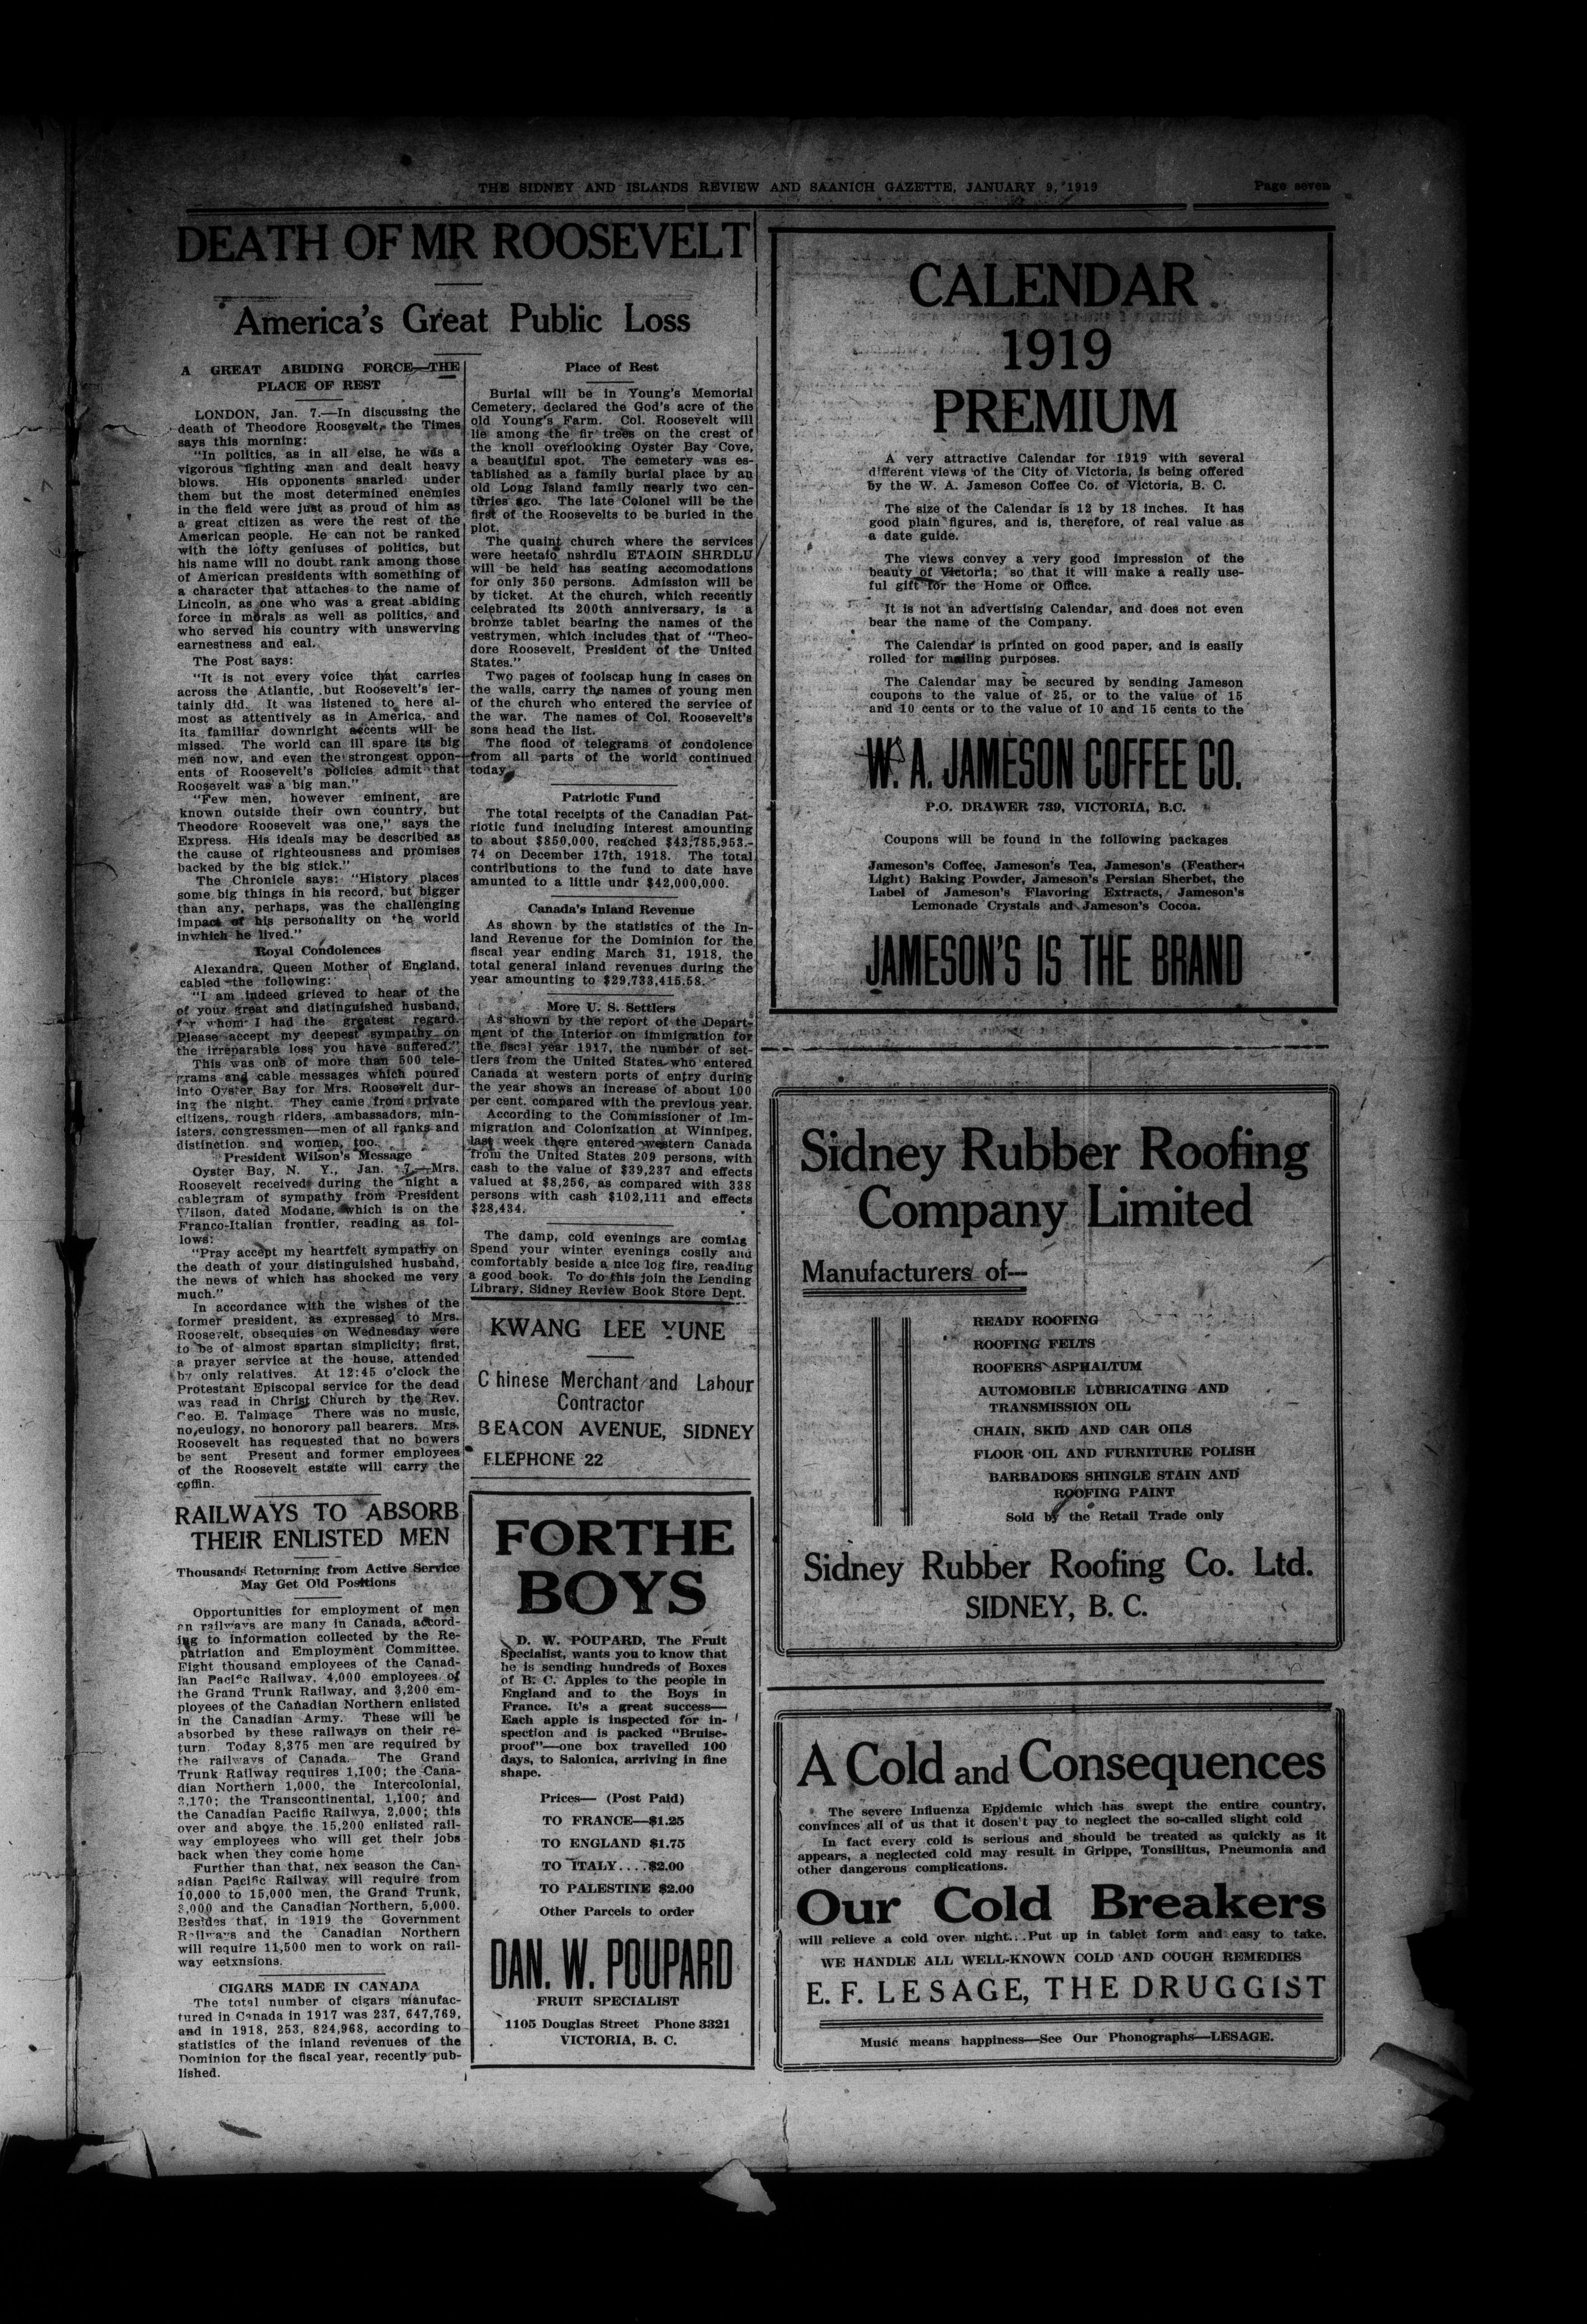 THE SIDNEY AND ISLANDS REVIEW AND SAANICH GAZETTE, JANUARY 9, 1919
Page seven
DEATH OF MR ROOSEVELT
America's Great Public Loss
A GREAT ABIDING FORCE—THE
PLACE OF REST
LONDON, Jan. 7.—In discussing the
death of Theodore Roosevelt, the Times
says this morning:
"In politics, as in all else, he was a
vigorous fighting man and dealt heavy
blows. His opponents snarled under
them but the most determined enemies
in the field were just as proud of him as
a great citizen as were the rest of the
American people. He can not be ranked
with the lofty geniuses of politics, but
his name will no doubt rank among those
of American presidents with something of
a character that attaches to the name of
Lincoln, as one who was a great abiding
force in morals as well as politics, and
who served his country with unswerving
earnestness and eal.
The Post says:
"It is not every voice that carries
across the Atlantic, but Roosevelt's ier-
tainly did. It was listened to here al-
most as attentively as in America, and
its familiar downright accents will be
missed. The world can ill spare its big
men now, and even the strongest oppon-
ents of Roosevelt's policies admit that
Roosevelt was a big man."
"Few men, however eminent, are
known outside their own country, but
Theodore Roosevelt was one," says the
Express. His ideals may be described as
the cause of righteousness and promises
backed by the big stick."
The Chronicle says: "History places
some big things in his record, but bigger
than any, perhaps, was the challenging
impact of his personality on the world
inwhich he lived."
Royal Condolences
Alexandra, Queen Mother of England,
cabled the following:
"I am indeed grieved to hear of the
of your great and distinguished husband,
for whom I had the greatest regard.
Please accept my deepest sympathy on
the irreparable loss you have suffered."
This was one of more than 500 tele-
grams and cable messages which poured
into Oyster Bay for Mrs. Roosevelt dur-
ing the night. They came from private
citizens, rough riders, ambassadors, min-
isters, congressmen—men of all ranks and
distinction and women, too.
President Wilson's Message
Oyster Bay, N. Y., Jan. 7.—Mrs.
Roosevelt received during the night a
cablegram of sympathy from President
Wilson, dated Modane, which is on the
Franco-Italian frontier, reading as fol-
lows:
"Pray accept my heartfelt sympathy on
the death of your distinguished husband,
the news of which has shocked me very
much."
In accordance with the wishes of the
former president, as expressed to Mrs.
Roosevelt, obsequies on Wednesday were
to be of almost spartan simplicity; first,
a prayer service at the house, attended
by only relatives. At 12:45 o'clock the
Protestant Episcopal service for the dead
was read in Christ Church by the Rev.
Geo. E. Talmage There was no music,
no eulogy, no honorory pall bearers. Mrs.
Roosevelt has requested that no bowers
be sent Present and former employees
of the Roosevelt estate will carry the
coffin.
RAILWAYS TO ABSORB
THEIR ENLISTED MEN
Thousands Returning from Active Service
May Get Old Positions
Opportunities for employment of men
on railways are many in Canada, accord-
ing to information collected by the Re-
patriation and Employment Committee.
Eight thousand employees of the Canad-
ian Pacific Railway, 4,000 employees of
the Grand Trunk Railway, and 3,200 em-
ployees of the Canadian Northern enlisted
in the Canadian Army. These will be
absorbed by these railways on their re-
turn. Today 8,375 men are required by
the railways of Canada. The Grand
Trunk Railway requires 1,100; the Cana-
dian Northern 1,000, the Intercolonial,
3,170; the Transcontinental, 1,100; and
the Canadian Pacific Railwya, 2,000; this
over and above the 15,200 enlisted rail-
way employees who will get their jobs
back when they come home
Further than that, nex season the Can-
adian Pacific Railway will require from
10,000 to 15,000 men, the Grand Trunk,
3,000 and the Canadian Northern, 5,000.
Besides that, in 1919 the Government
Railways and the Canadian Northern
will require 11,500 men to work on rail-
way eetxnsions.
CIGARS MADE IN CANADA
The total number of cigars manufac-
tured in Canada in 1917 was 237, 647,769,
and in 1918, 253, 824,968, according to
statistics of the inland revenues of the
Dominion for the fiscal year, recently pub-
lished.
Place of Rest
Burial will be in Young's Memorial
Cemetery, declared the God's acre of the
old Young's Farm. Col. Roosevelt will
lie among the fir trees on the crest of
the knoll overlooking Oyster Bay Cove,
a beautiful spot. The cemetery was es-
tablished as a family burial place by an
old Long Island family nearly two cen-
turies ago. The late Colonel will be the
first of the Roosevelts to be buried in the
plot.
The quaint church where the services
were heetaio nshrdlu ETAOIN SHRDLU
will be held has seating accomodations
for only 350 persons. Admission will be
by ticket. At the church, which recently
celebrated its 200th anniversary, is a
bronze tablet bearing the names of the
vestrymen, which includes that of "Theo-
dore Roosevelt, President of the United
States."
Two pages of foolscap hung in cases on
the walls, carry the names of young men
of the church who entered the service of
the war. The names of Col. Roosevelt's
sons head the list.
The flood of telegrams of condolence
from all parts of the world continued
today.
Patriotic Fund
The total receipts of the Canadian Pat-
riotic fund including interest amounting
to about $850,000, reached $43,785,953.-
74 on December 17th, 1918. The total
contributions to the fund to date have
amunted to a little undr $42,000,000.
Canada's Inland Revenue
As shown by the statistics of the In-
land Revenue for the Dominion for the
fiscal year ending March 31, 1918, the
total general inland revenues during the
year amounting to $29,733,415.58.
More U. S. Settlers
As shown by the report of the Depart-
ment of the Interior on immigration for
the fiscal year 1917, the number of set-
tlers from the United States who entered
Canada at western ports of entry during
the year shows an increase of about 100
per cent. compared with the previous year.
According to the Commissioner of Im-
migration and Colonization at Winnipeg,
last week there entered western Canada
from the United States 209 persons, with
cash to the value of $39,237 and effects
valued at $8,256, as compared with 338
persons with cash $102,111 and effects
$28,434.
The damp, cold evenings are coming
Spend your winter evenings cosily and
comfortably beside a nice log fire, reading
a good book. To do this join the Lending
Library, Sidney Review Book Store Dept.
KWANG LEE YUNE
Chinese Merchant and Labour
Contractor
BEACON AVENUE, SIDNEY
ELEPHONE 22
FOR THE
BOYS
D. W. POUPARD, The Fruit
Specialist, wants you to know that
he is sending hundreds of Boxes
of B. C. Apples to the people in
England and to the Boys in
France. It's a great success—
Each apple is inspected for in-
spection and is packed "Bruise-
proof"—one box travelled 100
days, to Salonica, arriving in fine
shape.
Prices— (Post Paid)
TO FRANCE—$1.25
TO ENGLAND $1.75
TO ITALY....$2.00
TO PALESTINE $2.00
Other Parcels to order
DAN. W. POUPARD
FRUIT SPECIALIST
1105 Douglas Street Phone 3321
VICTORIA, B. C.
CALENDAR
1919
PREMIUM
A very attractive Calendar for 1919 with several
different views of the City of Victoria, is being offered
by the W. A. Jameson Coffee Co. of Victoria, B. C.
The size of the Calendar is 12 by 18 inches. It has
good plain figures, and is, therefore, of real value as
a date guide.
The views convey a very good impression of the
beauty of Victoria; so that it will make a really use-
ful gift for the Home or Office.
It is not an advertising Calendar, and does not even
bear the name of the Company.
The Calendar is printed on good paper, and is easily
rolled for mailing purposes.
The Calendar may be secured by sending Jameson
coupons to the value of 25, or to the value of 15
and 10 cents or to the value of 10 and 15 cents to the
W. A. JAMESON COFFEE CO.
P.O. DRAWER 789, VICTORIA, B.C.
Coupons will be found in the following packages
Jameson's Coffee, Jameson's Tea, Jameson's (Feather-
Light) Baking Powder, Jameson's Persian Sherbet, the
Label of Jameson's Flavoring Extracts, Jameson's
Lemonade Crystals and Jameson's Cocoa.
JAMESON'S IS THE BRAND
Sidney Rubber Roofing
Company Limited
Manufacturers of—
READY ROOFING
ROOFING FELTS
ROOFERS ASPHALTUM
AUTOMOBILE LUBRICATING AND
TRANSMISSION OIL
CHAIN, SKID AND CAR OILS
FLOOR OIL AND FURNITURE POLISH
BARBADOES SHINGLE STAIN AND
ROOFING PAINT
Sold by the Retail Trade only
Sidney Rubber Roofing Co. Ltd.
SIDNEY, B. C.
A Cold and Consequences
The severe Influenza Epidemic which has swept the entire country,
convinces all of us that it dosen't pay to neglect the so-called slight cold
In fact every cold is serious and should be treated as quickly as it
appears, a neglected cold may result in Grippe, Tonsilitus, Pneumonia and
other dangerous complications.
Our Cold Breakers
will relieve a cold over night...Put up in tablet form and easy to take.
WE HANDLE ALL WELL-KNOWN COLD AND COUGH REMEDIES
E. F. LESAGE, THE DRUGGIST
Music means happiness—See Our Phonographs—LESAGE.